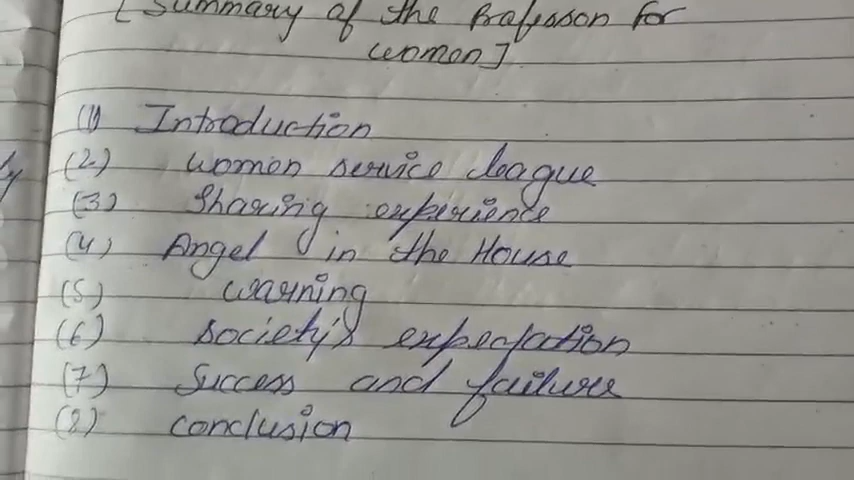 [Summary of the Profession for
women]
(1) Introduction
(2) women service league
(3) Sharing experience
(4) Angel in the House
(5) warning
(6) society's expectation
(7) Success and failure
(8) conclusion